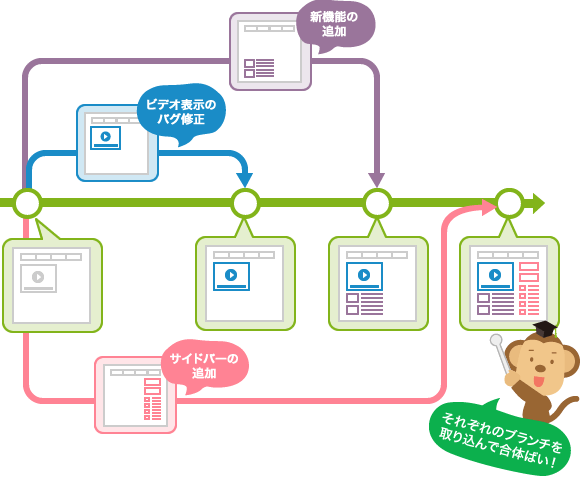 新機能の
追加
ビデオ表示の
バグ修正
サイドバーの
追加
それぞれのブランチを
取り込んで合体ばい！